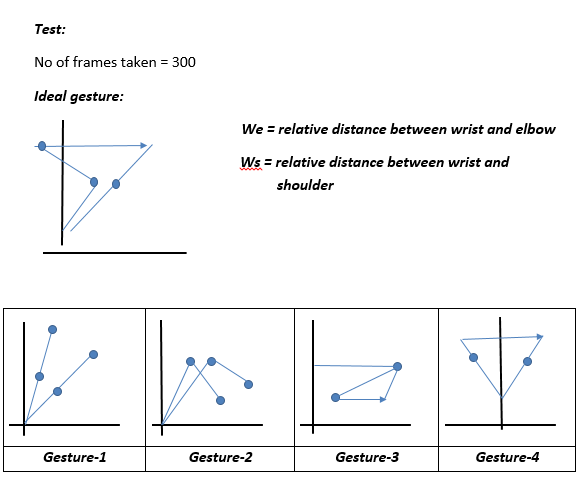 Test:
No of frames taken = 300
Ideal gesture:
We = relative distance between wrist and elbow
Ws = relative distance between wrist and
shoulder
Gesture-1
Gesture-2
Gesture-3
Gesture-4